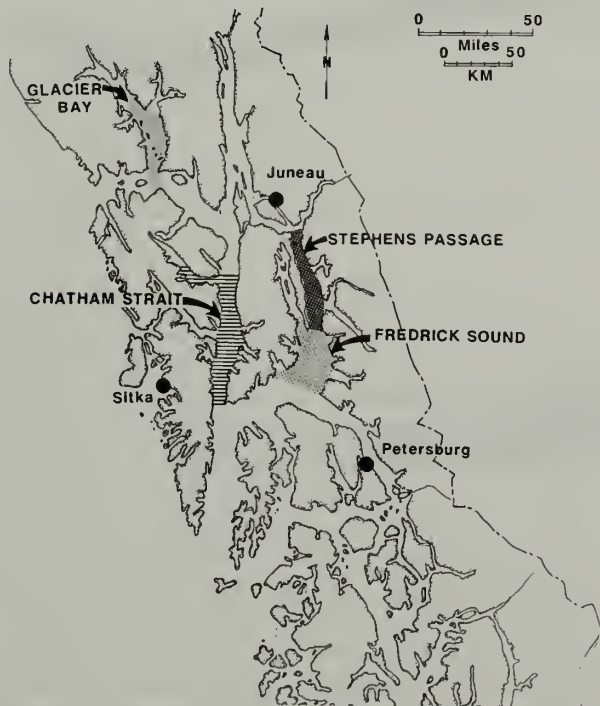 0 50
Miles
0 50
KM
N
GLACIER
BAY
Juneau
STEPHENS PASSAGE
CHATHAM STRAIT
FREDRICK SOUND
Sitka
Petersburg